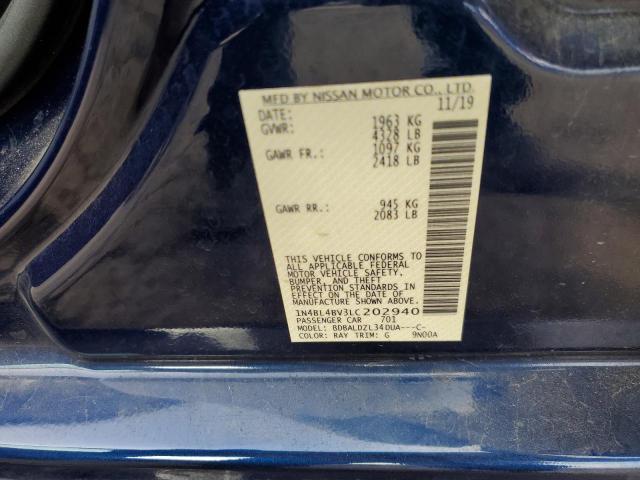 MFD BY NISSAN MOTOR CO., LTD.
DATE: 11/19
GVWR: 1963 KG
4328 LB
GAWR FR.: 1097 KG
2418 LB
GAWR RR.: 945 KG
2083 LB
THIS VEHICLE CONFORMS TO
ALL APPLICABLE FEDERAL
MOTOR VEHICLE SAFETY,
BUMPER, AND THEFT
PREVENTION STANDARDS
IN EFFECT ON THE DATE OF
MANUFACTURE SHOWN ABOVE.
1N4BL4BV3LC202940
PASSENGER CAR 701
MODEL: BDBALDZL34DUA---C-
COLOR: RAY TRIM: G 9N00A